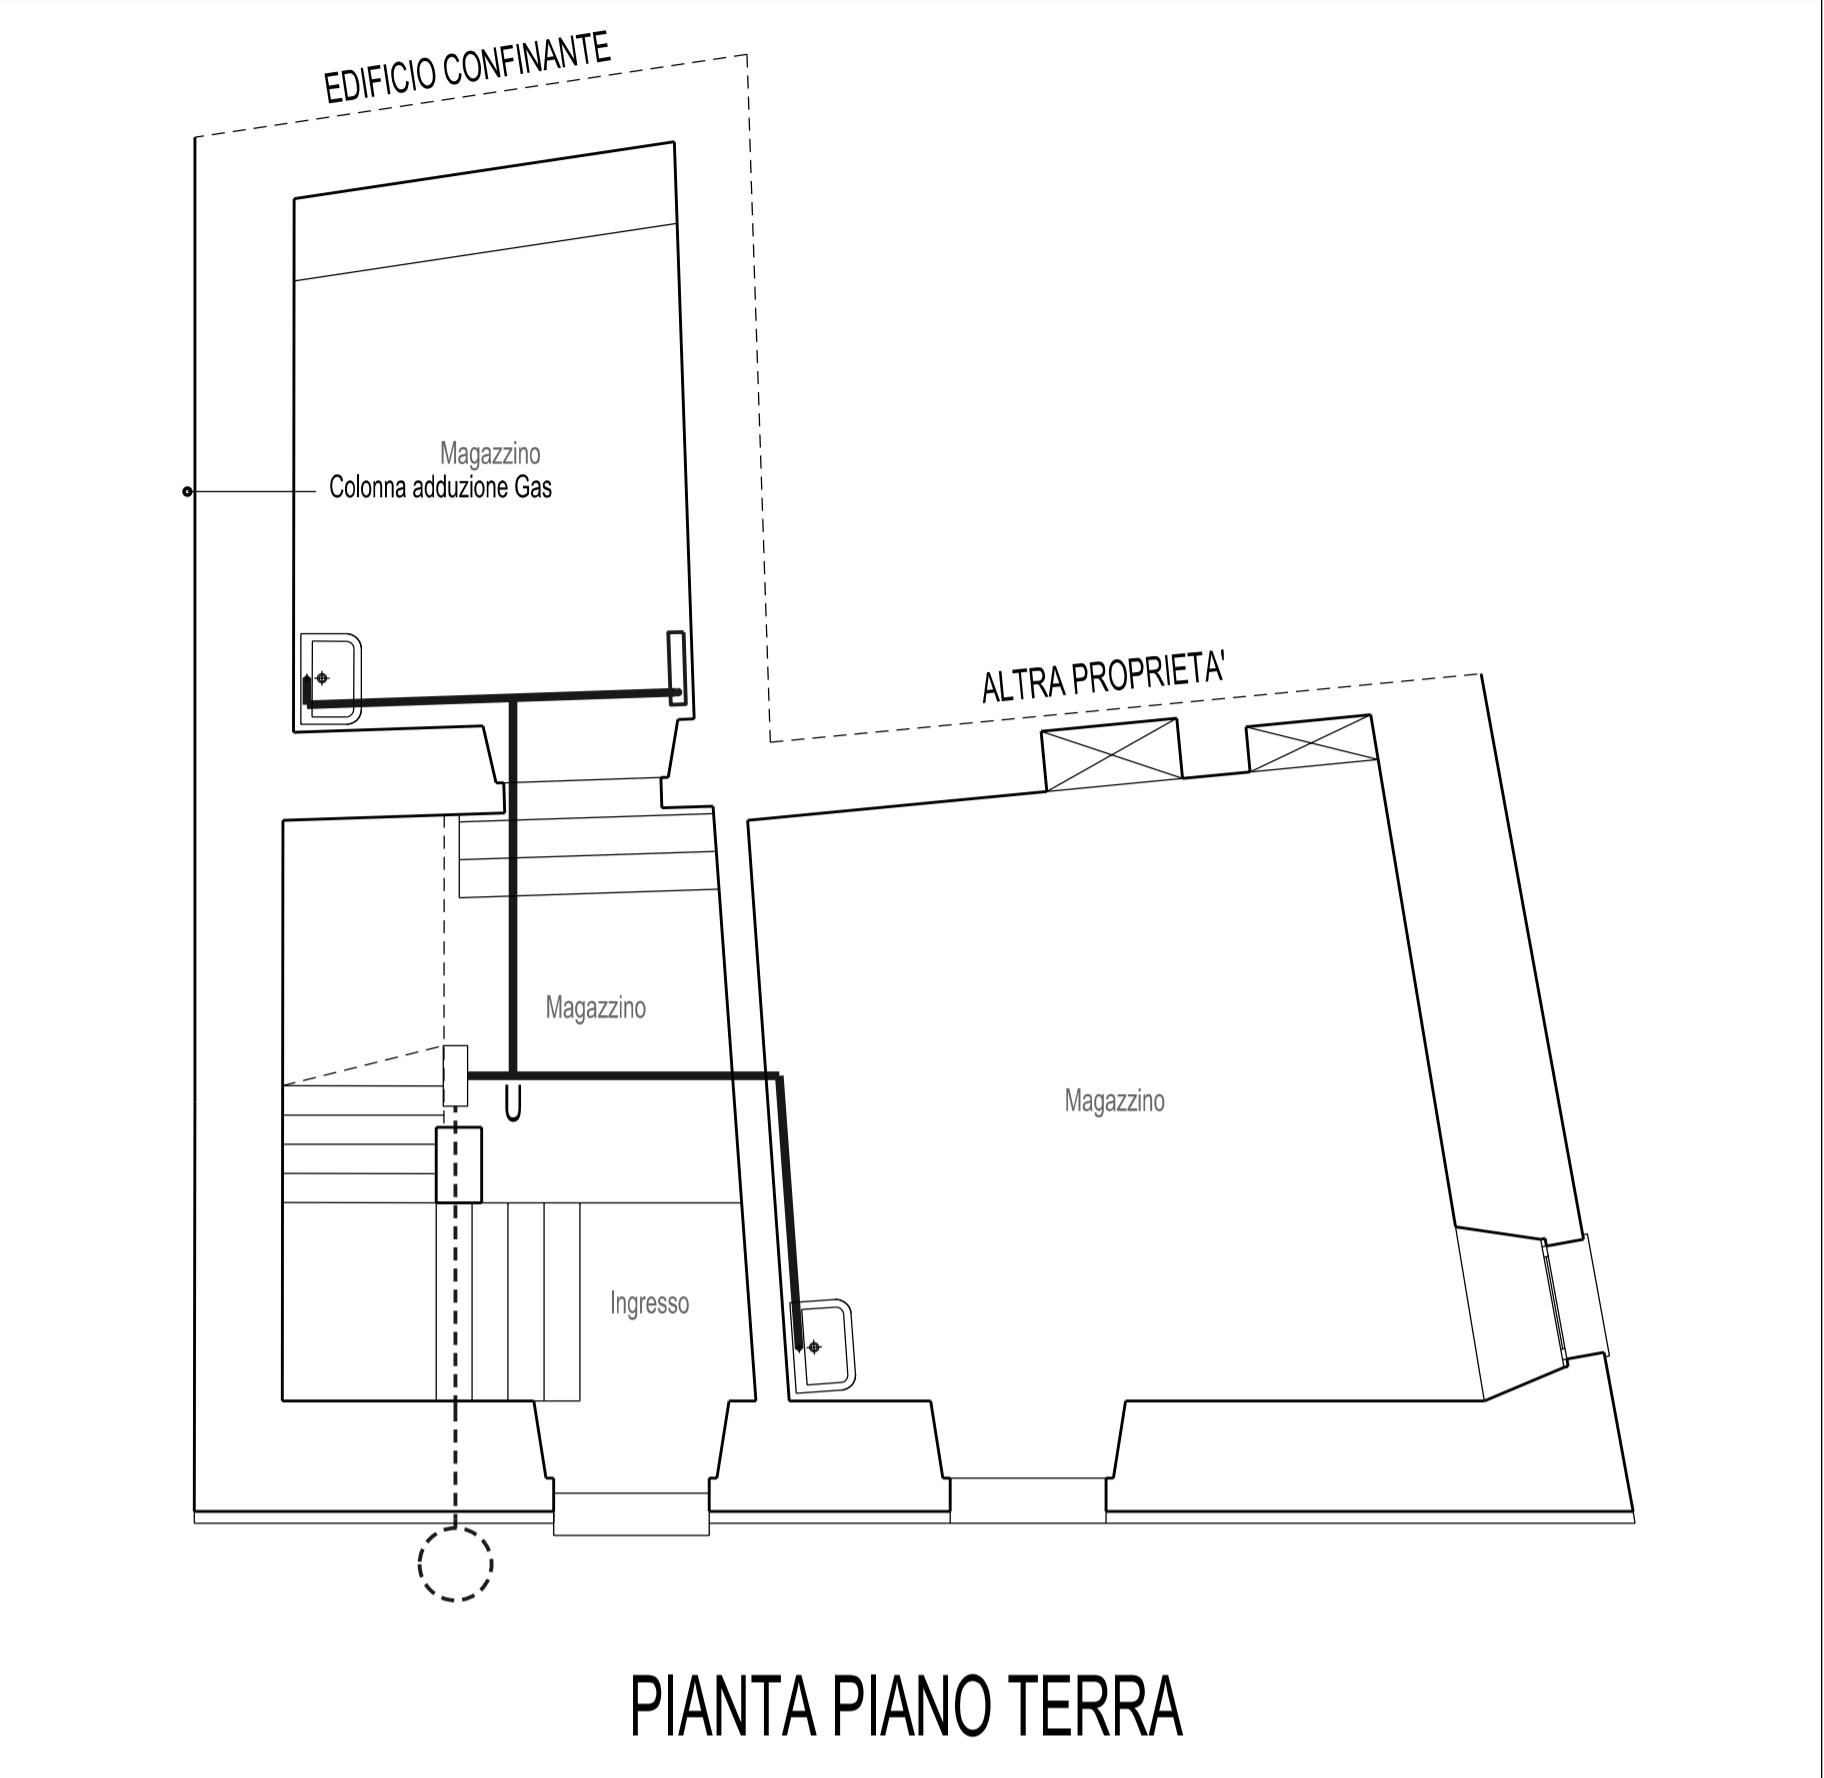 EDIFICIO CONFINANTE
Magazzino
Colonna adduzione Gas
ALTRA PROPRIETA'
Magazzino
Magazzino
Ingresso
PIANTA PIANO TERRA